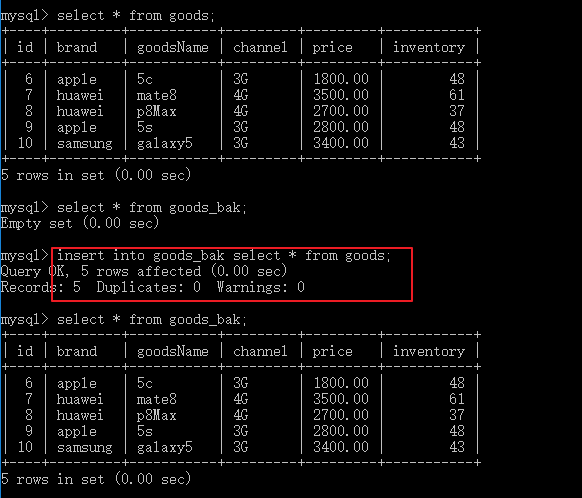 mysql> select * from goods;
+----+---------+-----------+---------+---------+-----------+
| id | brand   | goodsName | channel | price   | inventory |
+----+---------+-----------+---------+---------+-----------+
|  6 | apple   | 5c        | 3G      | 1800.00 |        48 |
|  7 | huawei  | mate8     | 4G      | 3500.00 |        61 |
|  8 | huawei  | p8Max     | 4G      | 2700.00 |        37 |
|  9 | apple   | 5s        | 3G      | 2800.00 |        48 |
| 10 | samsung | galaxy5   | 3G      | 3400.00 |        43 |
+----+---------+-----------+---------+---------+-----------+
5 rows in set (0.00 sec)
mysql> select * from goods_bak;
Empty set (0.00 sec)
mysql> insert into goods_bak select * from goods;
Query OK, 5 rows affected (0.00 sec)
Records: 5  Duplicates: 0  Warnings: 0
mysql> select * from goods_bak;
+----+---------+-----------+---------+---------+-----------+
| id | brand   | goodsName | channel | price   | inventory |
+----+---------+-----------+---------+---------+-----------+
|  6 | apple   | 5c        | 3G      | 1800.00 |        48 |
|  7 | huawei  | mate8     | 4G      | 3500.00 |        61 |
|  8 | huawei  | p8Max     | 4G      | 2700.00 |        37 |
|  9 | apple   | 5s        | 3G      | 2800.00 |        48 |
| 10 | samsung | galaxy5   | 3G      | 3400.00 |        43 |
+----+---------+-----------+---------+---------+-----------+
5 rows in set (0.00 sec)